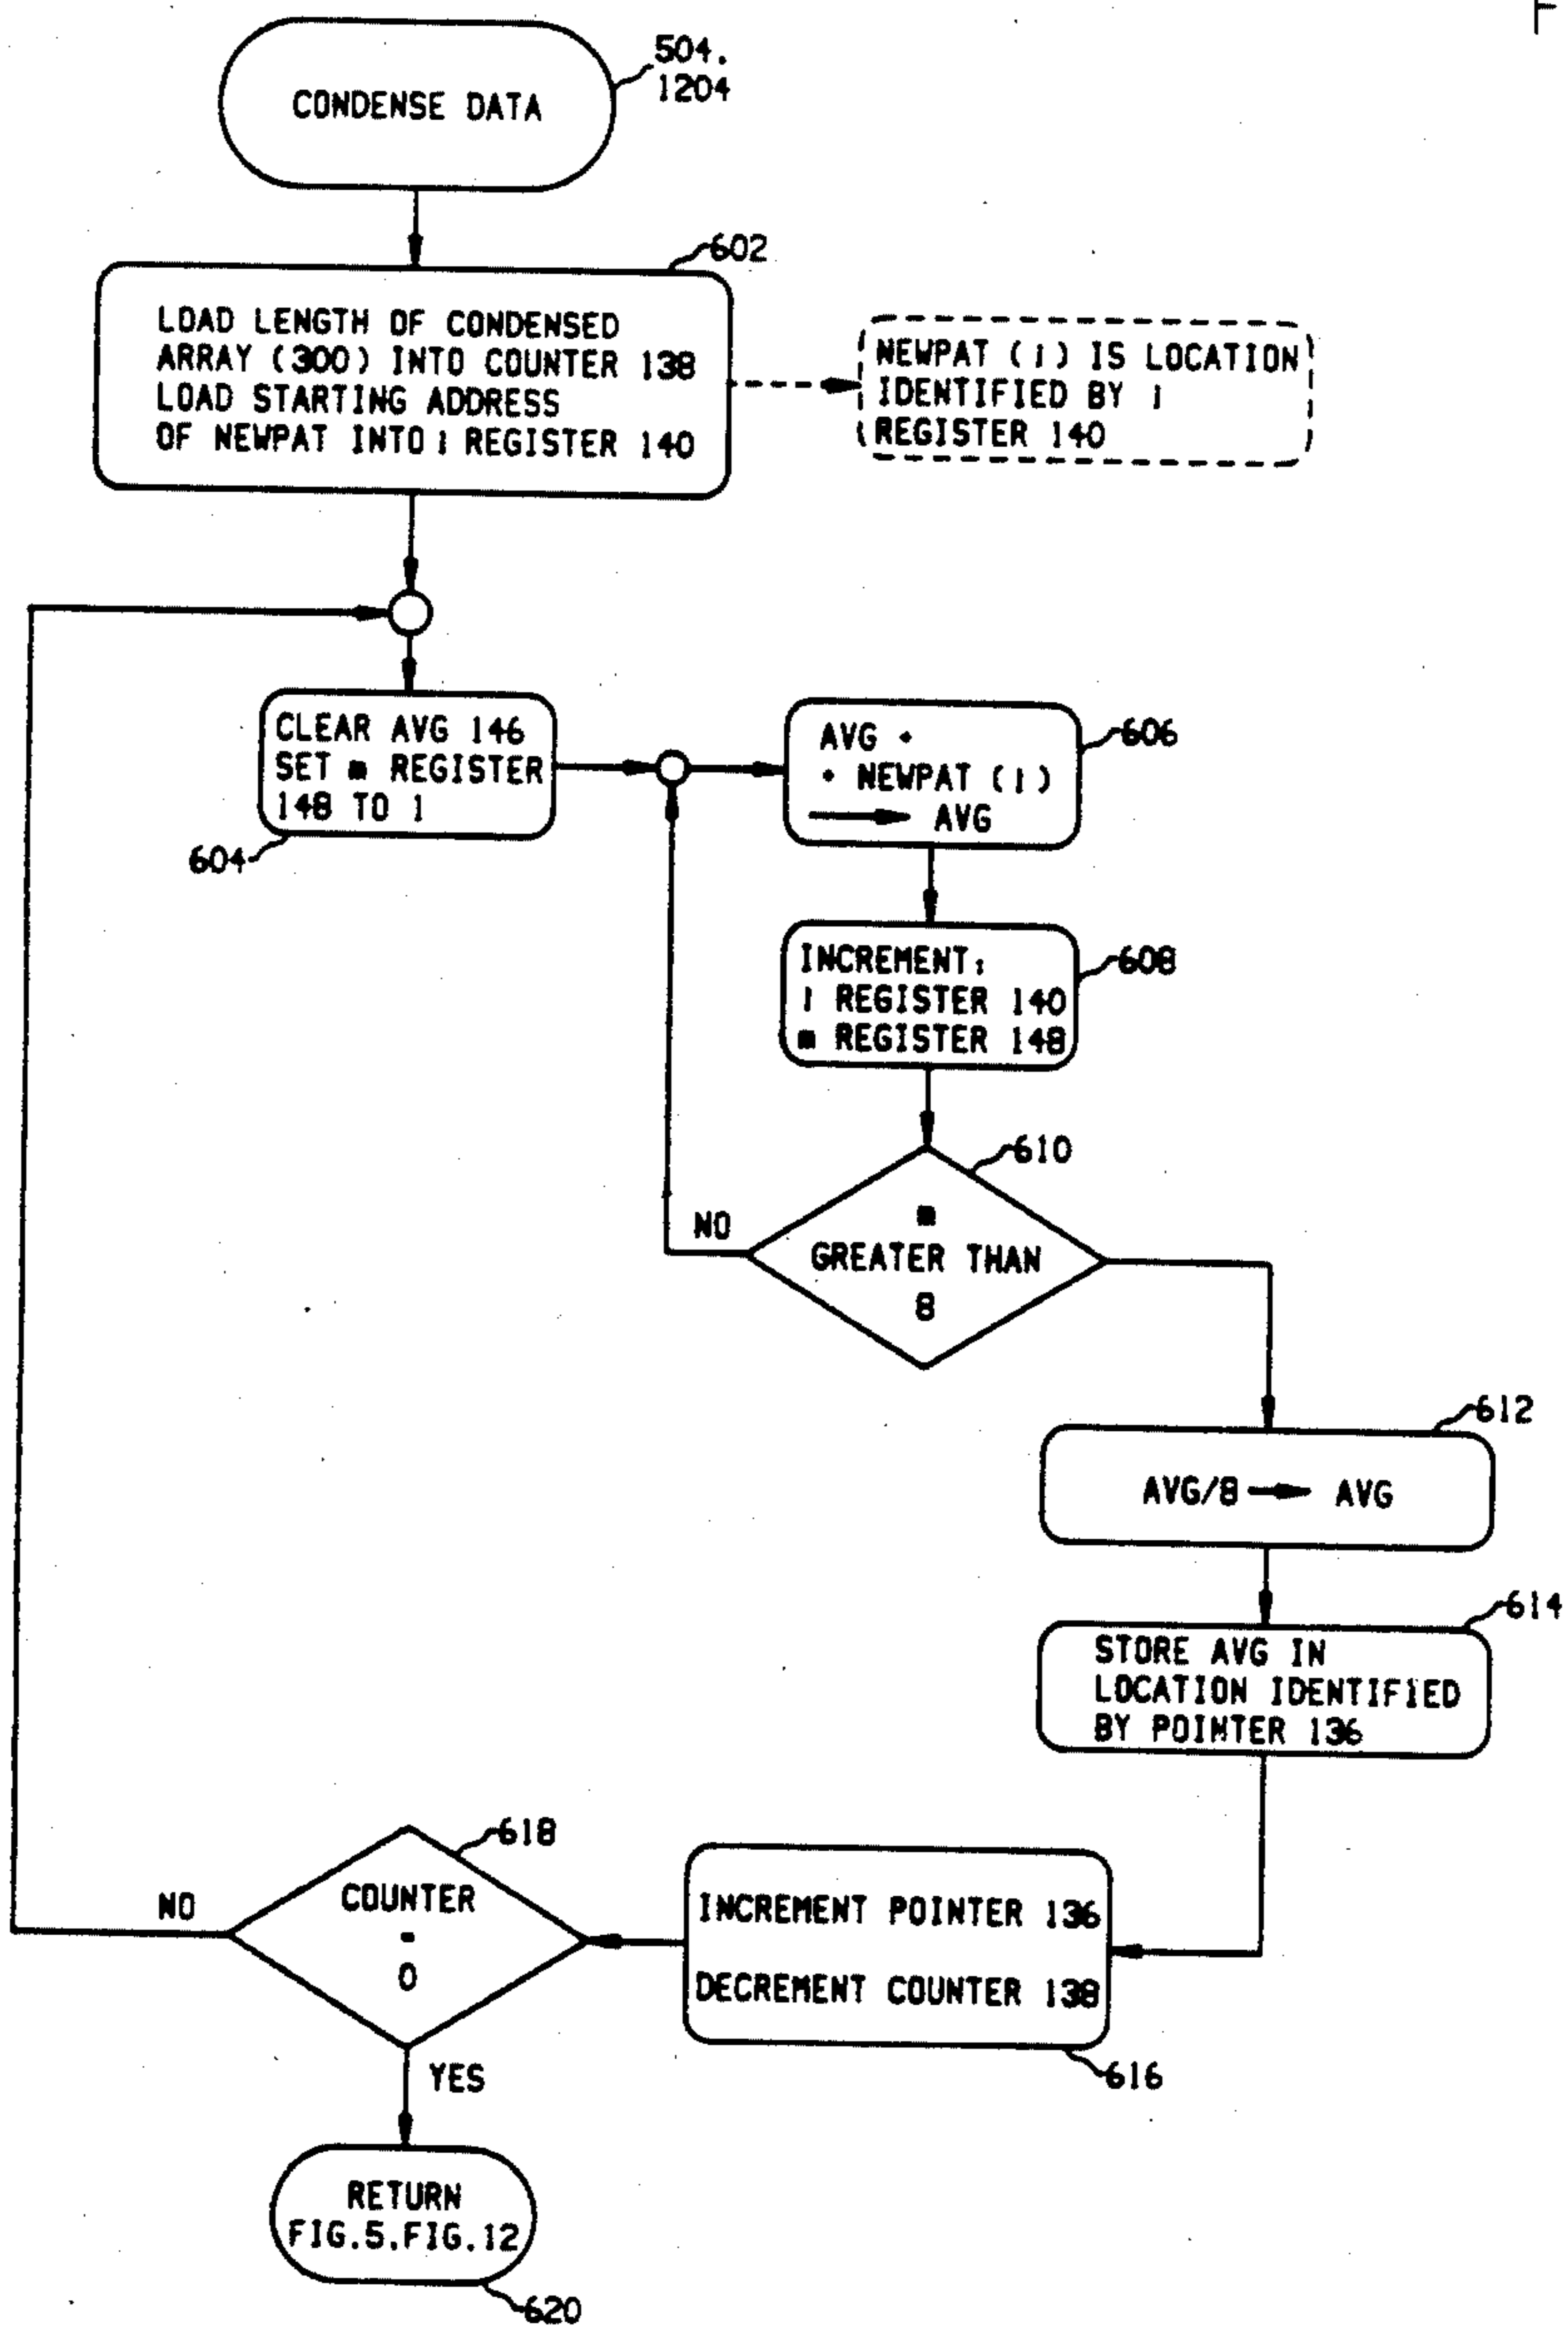 CONDENSE DATA
504.
1204
602
LOAD LENGTH OF CONDENSED
ARRAY (300) INTO COUNTER 138
LOAD STARTING ADDRESS
OF NEWPAT INTO i REGISTER 140
NEWPAT (i) IS LOCATION
IDENTIFIED BY i
REGISTER 140
CLEAR AVG 146
SET m REGISTER
148 TO 1
604
AVG +
+ NEWPAT (i)
→ AVG
606
INCREMENT:
i REGISTER 140
m REGISTER 148
608
610
m
GREATER THAN
8
NO
612
AVG/8 → AVG
614
STORE AVG IN
LOCATION IDENTIFIED
BY POINTER 136
INCREMENT POINTER 136
DECREMENT COUNTER 138
616
618
COUNTER
=
0
NO
YES
RETURN
FIG.5.FIG.12
620